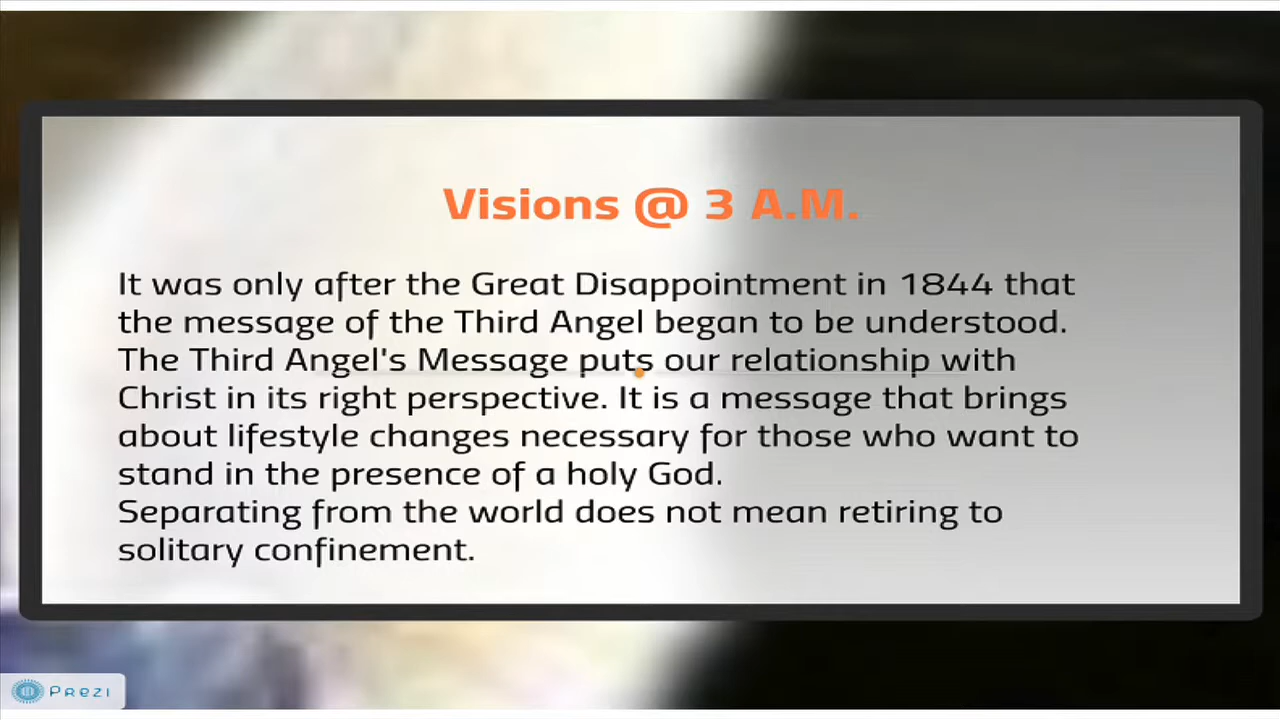 Visions @ 3 A.M.
It was only after the Great Disappointment in 1844 that
the message of the Third Angel began to be understood.
The Third Angel's Message puts our relationship with
Christ in its right perspective. It is a message that brings
about lifestyle changes necessary for those who want to
stand in the presence of a holy God.
Separating from the world does not mean retiring to
solitary confinement.
Prezi